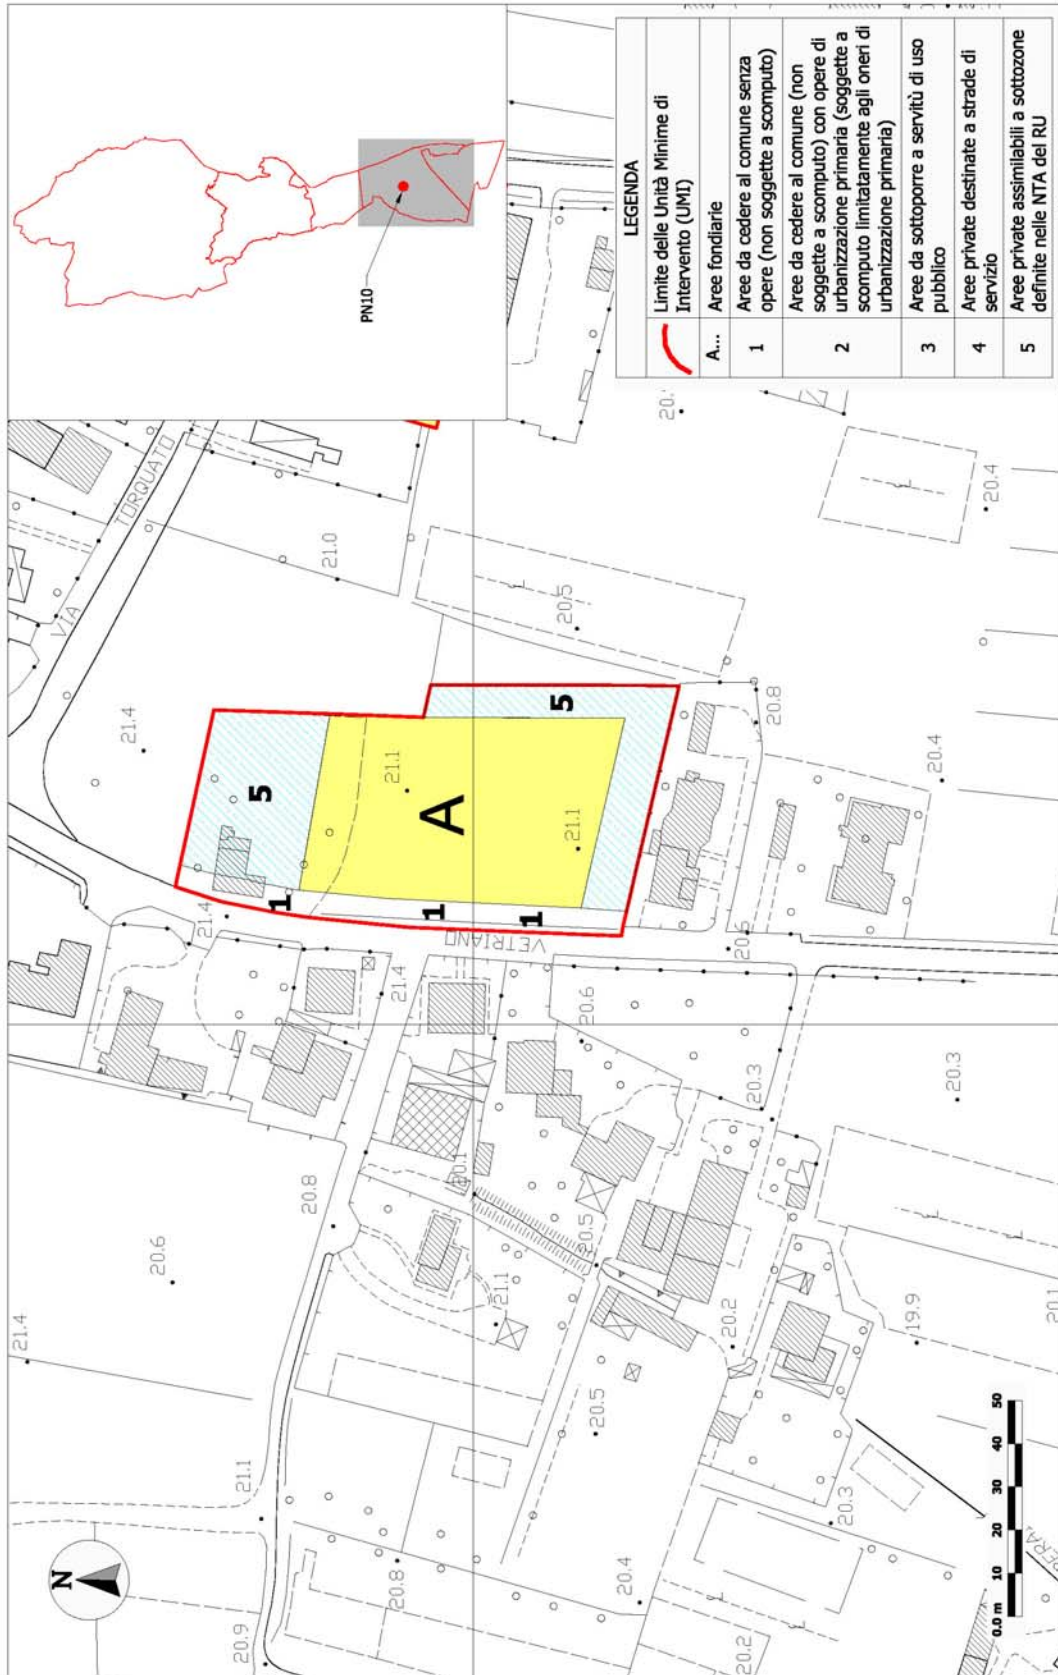 N
PN10
LEGENDA
Limite delle Unità Minime di
Intervento (UMI)
A...
Aree fondiarie
1
Aree da cedere al comune senza
opere (non soggette a scomputo)
2
Aree da cedere al comune (non
soggette a scomputo) con opere di
urbanizzazione primaria (soggette a
scomputo limitatamente agli oneri di
urbanizzazione primaria)
3
Aree da sottoporre a servitù di uso
pubblico
4
Aree private destinate a strade di
servizio
5
Aree private assimilabili a sottozone
definite nelle NTA del RU
VIA
TORQUATO
VETRIANO
A
5
5
1
1
1
21.4
20.6
20.8
21.1
20.9
20.8
21.4
21.4
21.4
21.0
21.1
21.1
20.5
20.1
21.1
20.5
20.5
20.4
20.2
20.2
20.6
20.3
20.3
20.3
19.9
20.1
20.6
20.8
20.4
20.4
0.0 m
10
20
30
40
50